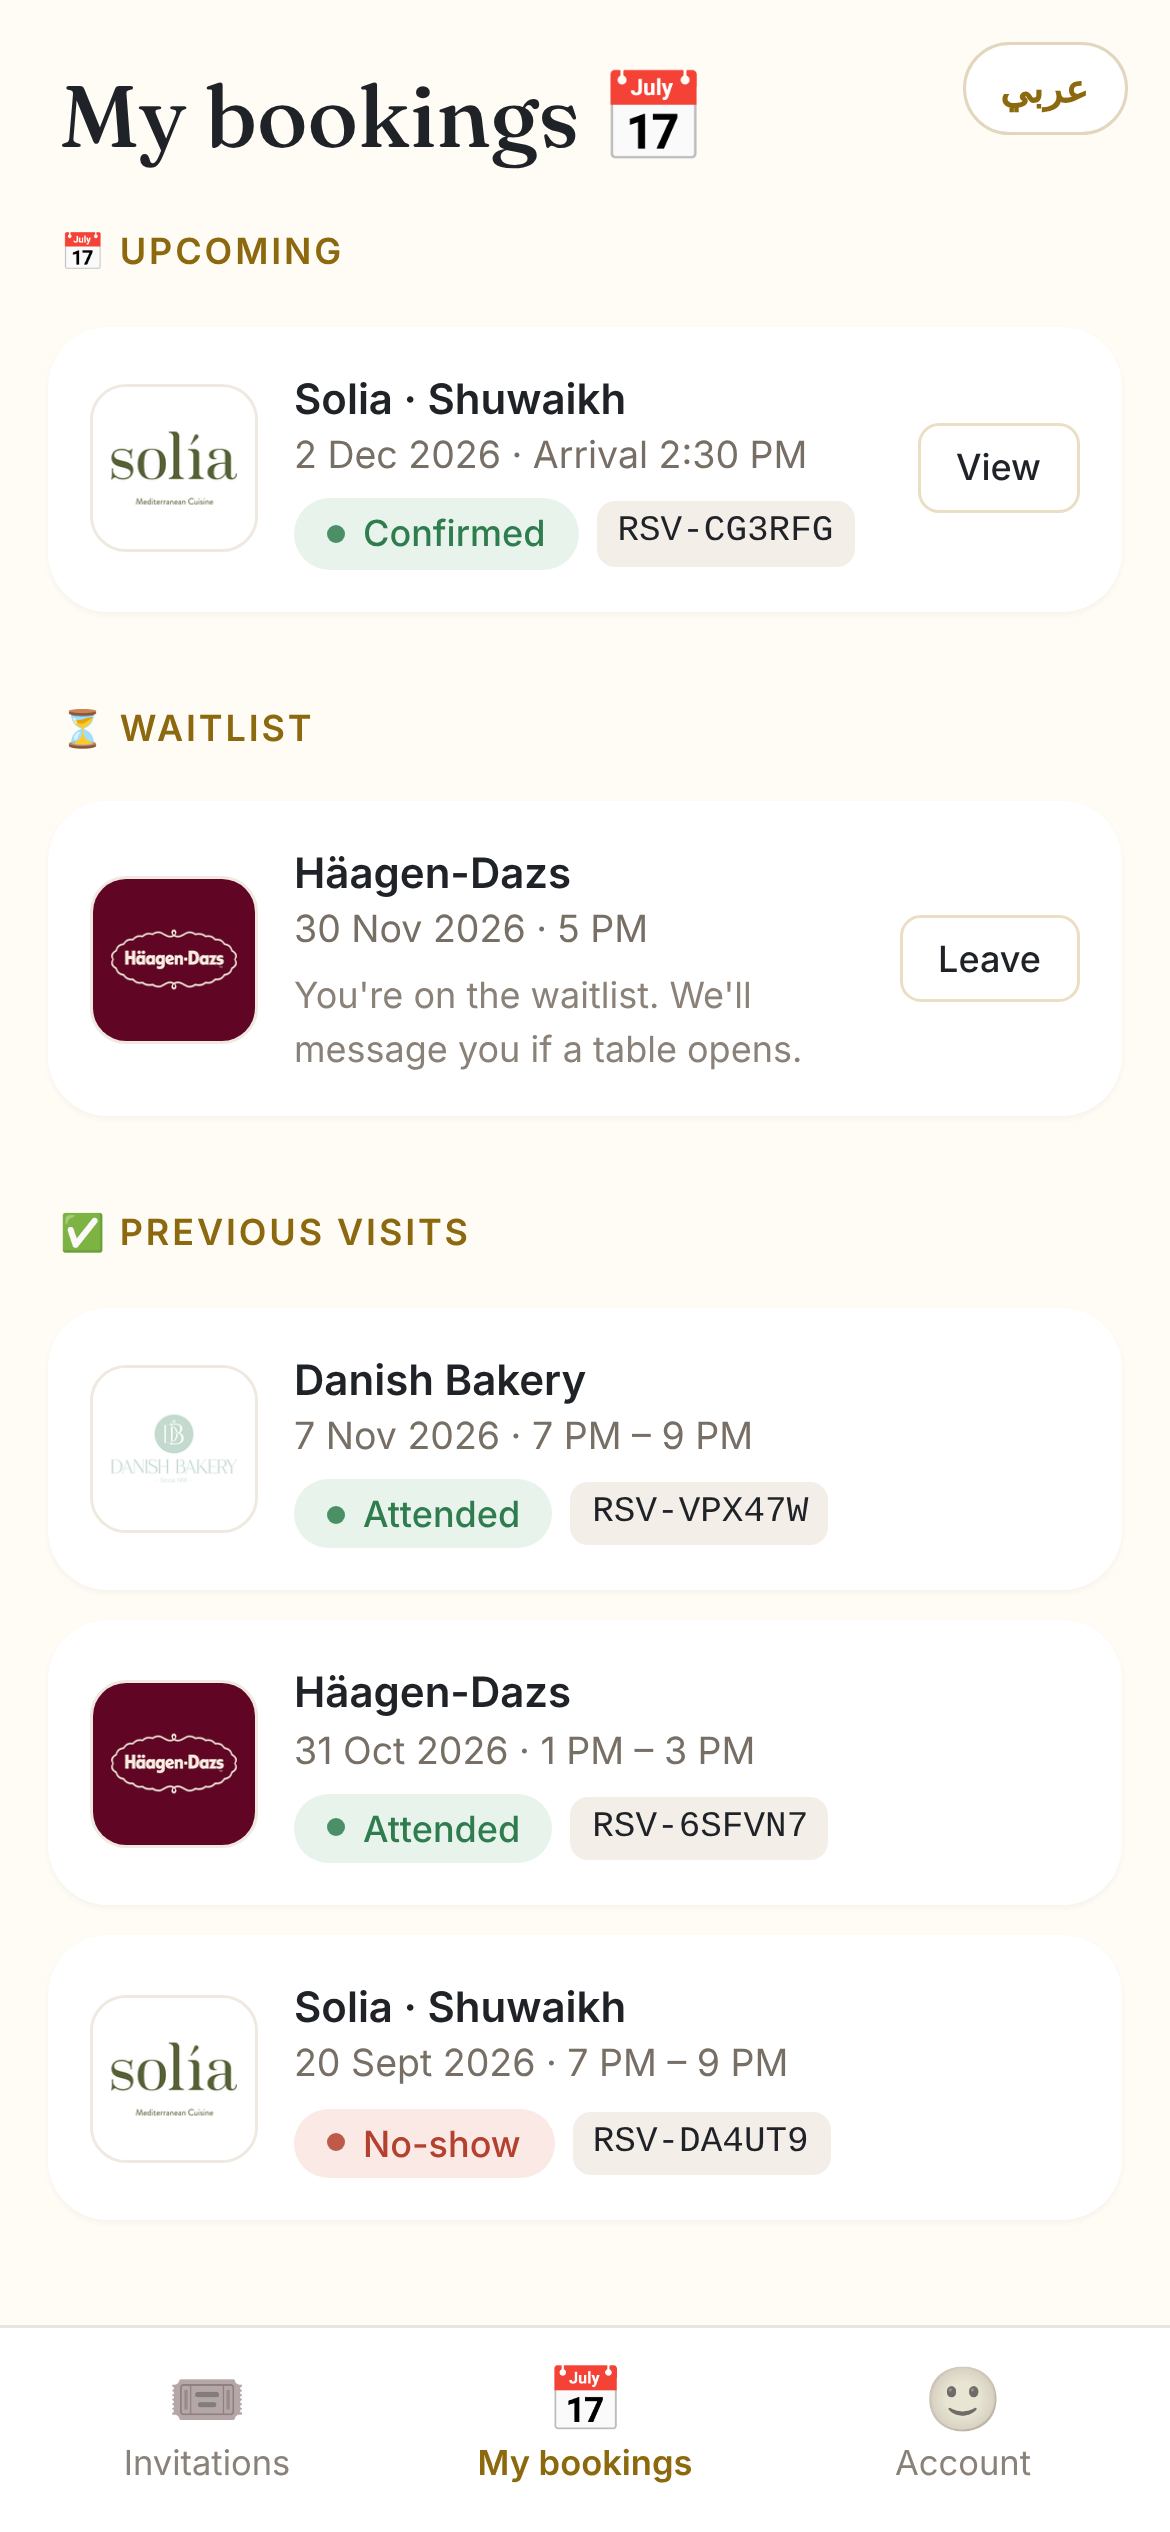 My bookings
July
17
عربي
July
17
UPCOMING
solía
Mediterranean Cuisine
Solia · Shuwaikh
2 Dec 2026 · Arrival 2:30 PM
Confirmed
RSV-CG3RFG
View
WAITLIST
Häagen-Dazs
Häagen-Dazs
30 Nov 2026 · 5 PM
You're on the waitlist. We'll
message you if a table opens.
Leave
PREVIOUS VISITS
DB
DANISH BAKERY
Danish Bakery
7 Nov 2026 · 7 PM – 9 PM
Attended
RSV-VPX47W
Häagen-Dazs
Häagen-Dazs
31 Oct 2026 · 1 PM – 3 PM
Attended
RSV-6SFVN7
solía
Mediterranean Cuisine
Solia · Shuwaikh
20 Sept 2026 · 7 PM – 9 PM
No-show
RSV-DA4UT9
Invitations
July
17
My bookings
Account